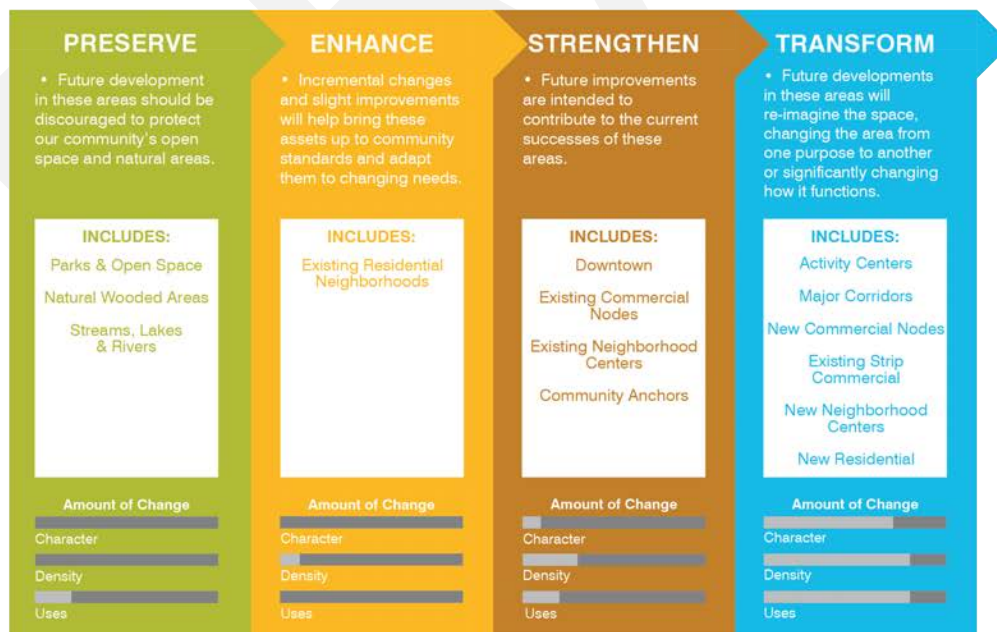 PRESERVE
• Future development
in these areas should be
discouraged to protect
our community's open
space and natural areas.
INCLUDES:
Parks & Open Space
Natural Wooded Areas
Streams, Lakes
& Rivers
Amount of Change
Character
Density
Uses
ENHANCE
• Incremental changes
and slight improvements
will help bring these
assets up to community
standards and adapt
them to changing needs.
INCLUDES:
Existing Residential
Neighborhoods
Amount of Change
Character
Density
Uses
STRENGTHEN
• Future improvements
are intended to
contribute to the current
successes of these
areas.
INCLUDES:
Downtown
Existing Commercial
Nodes
Existing Neighborhood
Centers
Community Anchors
Amount of Change
Character
Density
Uses
TRANSFORM
• Future developments
in these areas will
re-imagine the space,
changing the area from
one purpose to another
or significantly changing
how it functions.
INCLUDES:
Activity Centers
Major Corridors
New Commercial Nodes
Existing Strip
Commercial
New Neighborhood
Centers
New Residential
Amount of Change
Character
Density
Uses